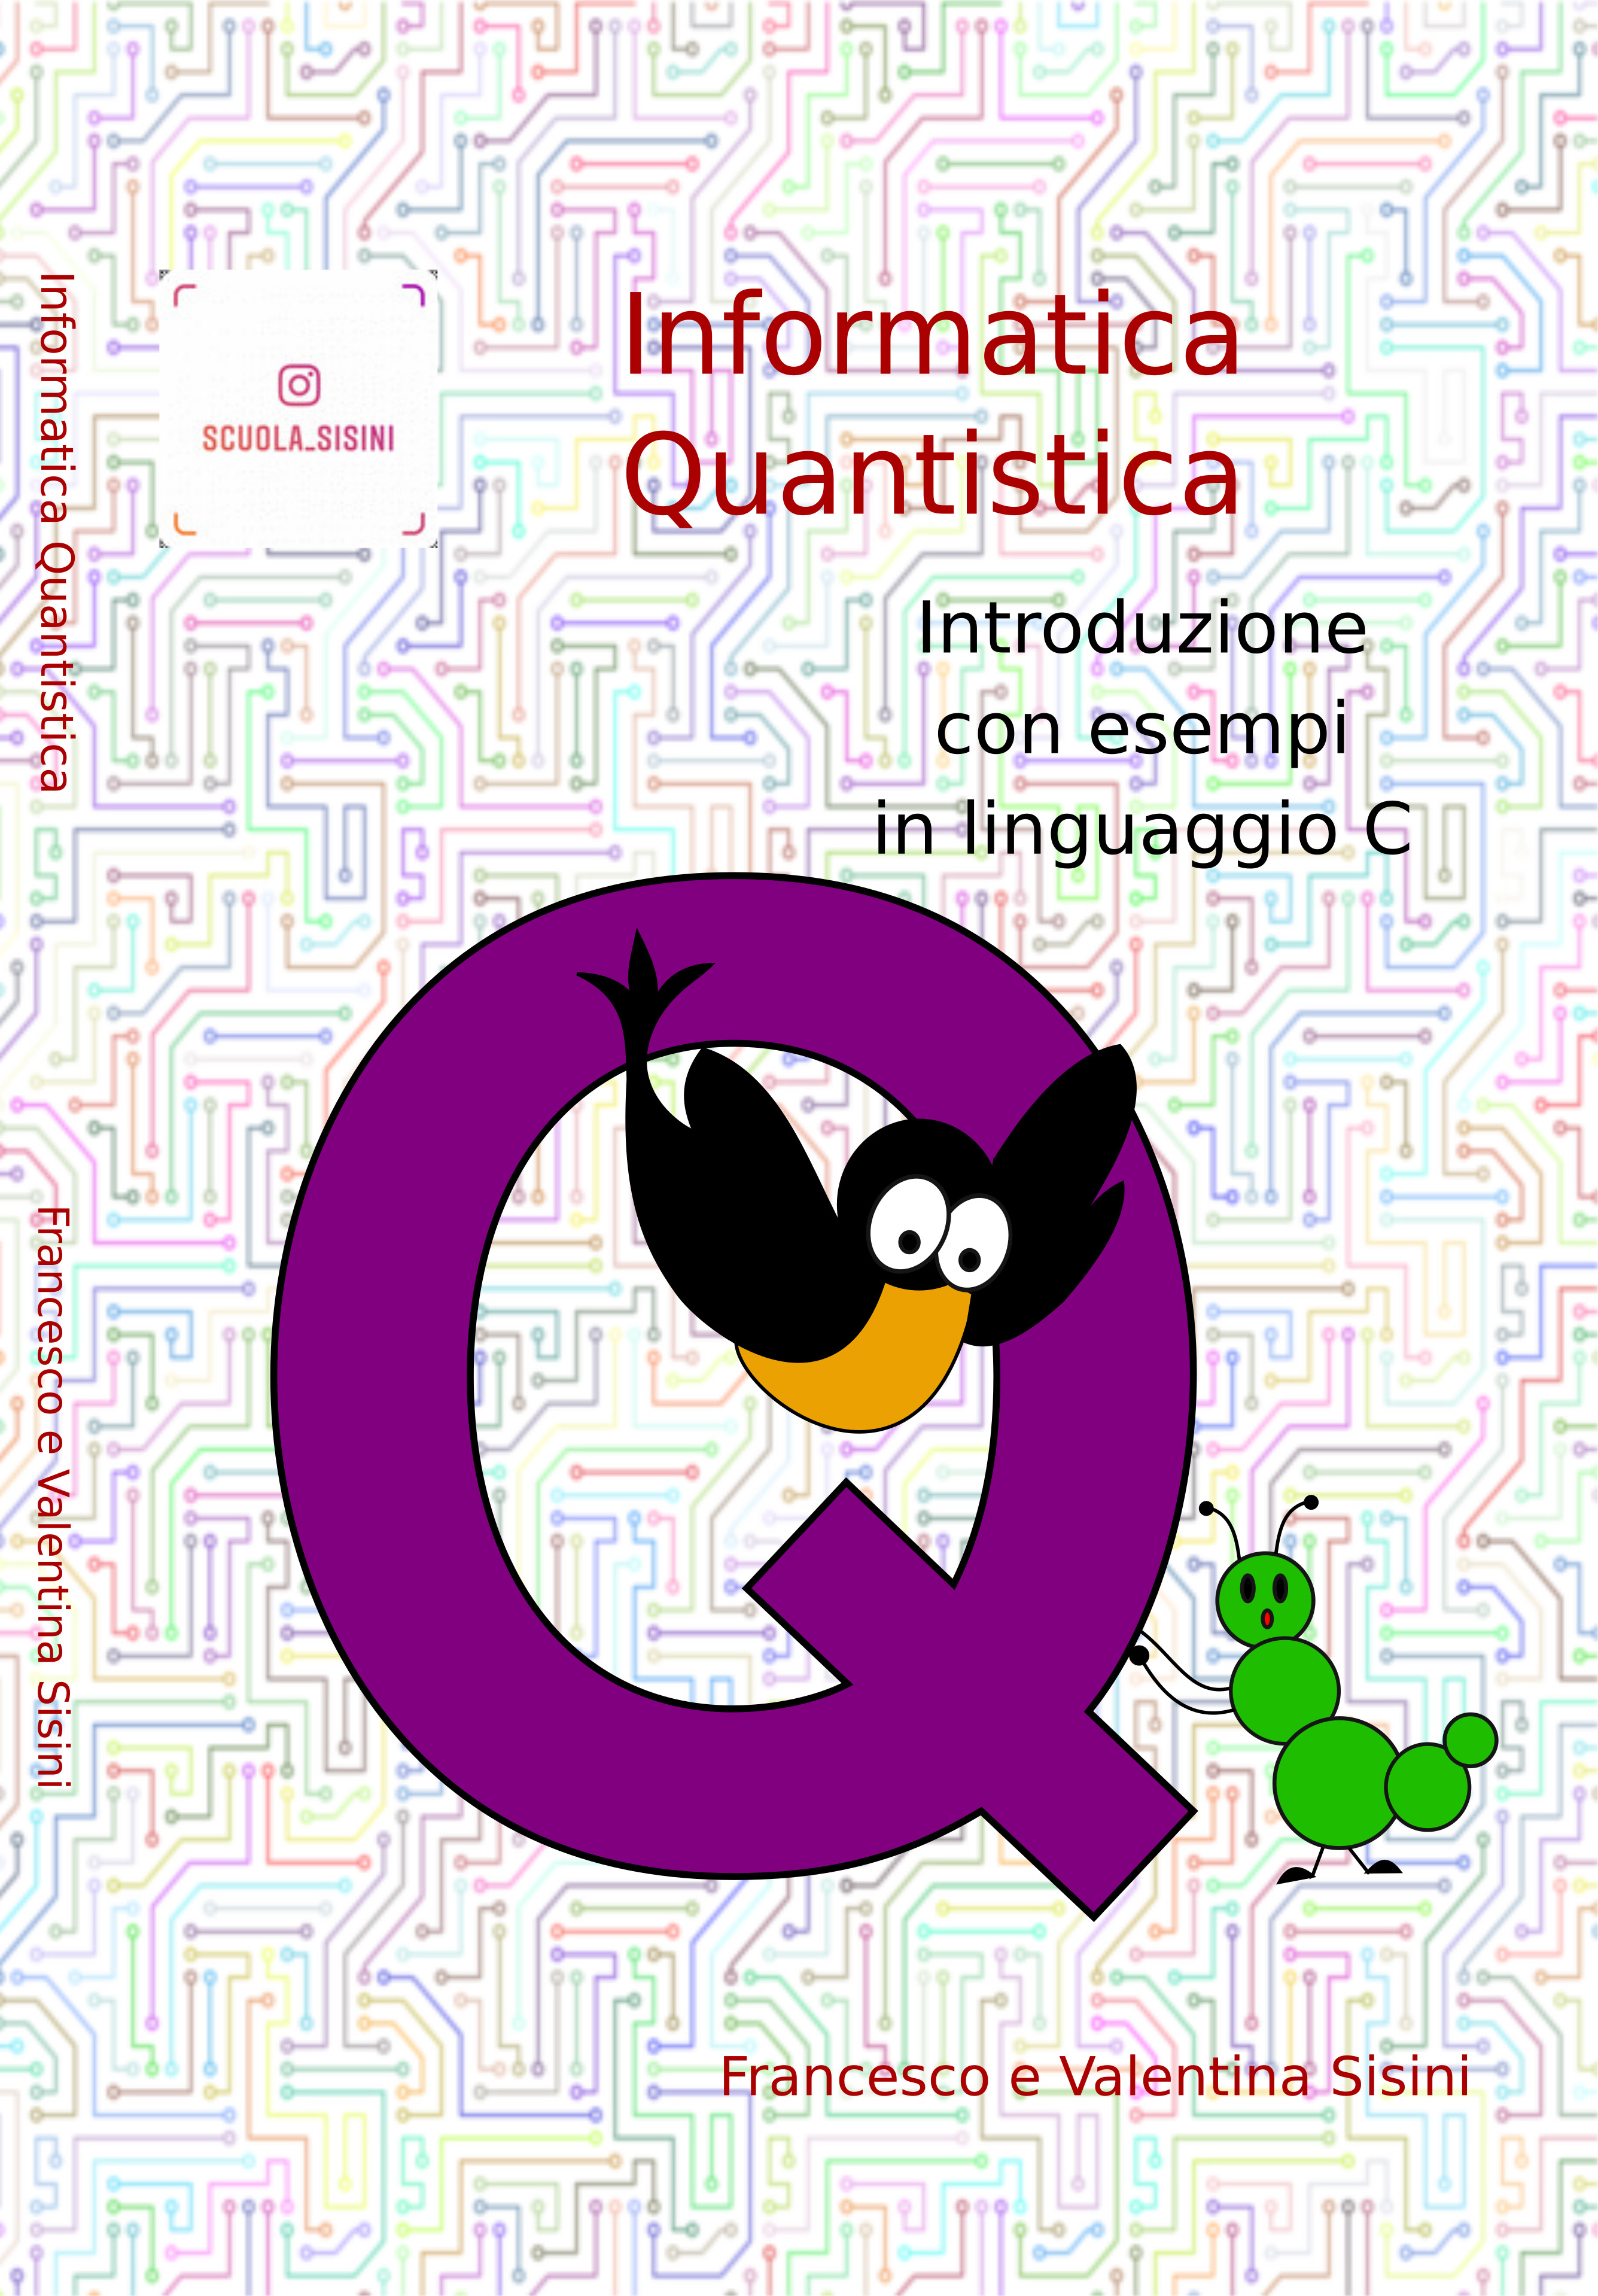 Informatica
Quantistica
Introduzione
con esempi
in linguaggio C
SCUOLA_SISINI
Informatica Quantistica
Francesco e Valentina Sisini
Francesco e Valentina Sisini